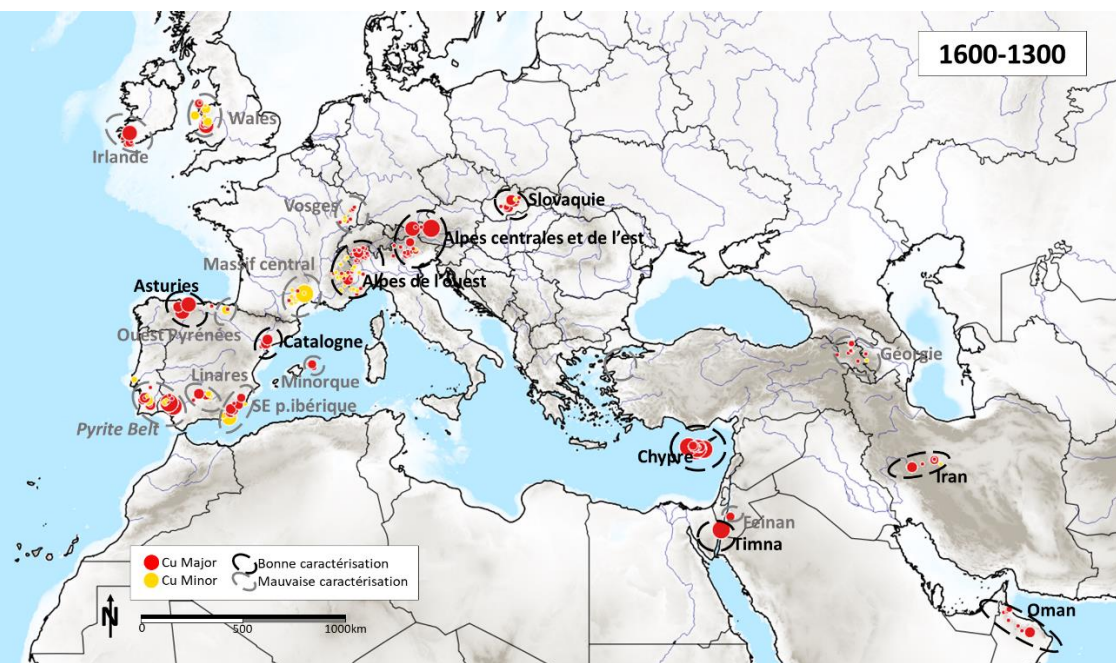 1600-1300
Wales
Irlande
Vosges
Slovaquie
Alpes centrales et de l'est
Massif central
Alpes de l'ouest
Asturies
Ouest Pyrénées
Catalogne
Géorgie
Linares
Minorque
SE p.ibérique
Pyrite Belt
Chypre
Iran
Feinan
Timna
Cu Major
Bonne caractérisation
Cu Minor
Mauvaise caractérisation
N
0 500 1000km
Oman